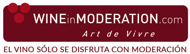 WINEinMODERATION.com
Art de Vivre
EL VINO SÓLO SE DISFRUTA CON MODERACIÓN